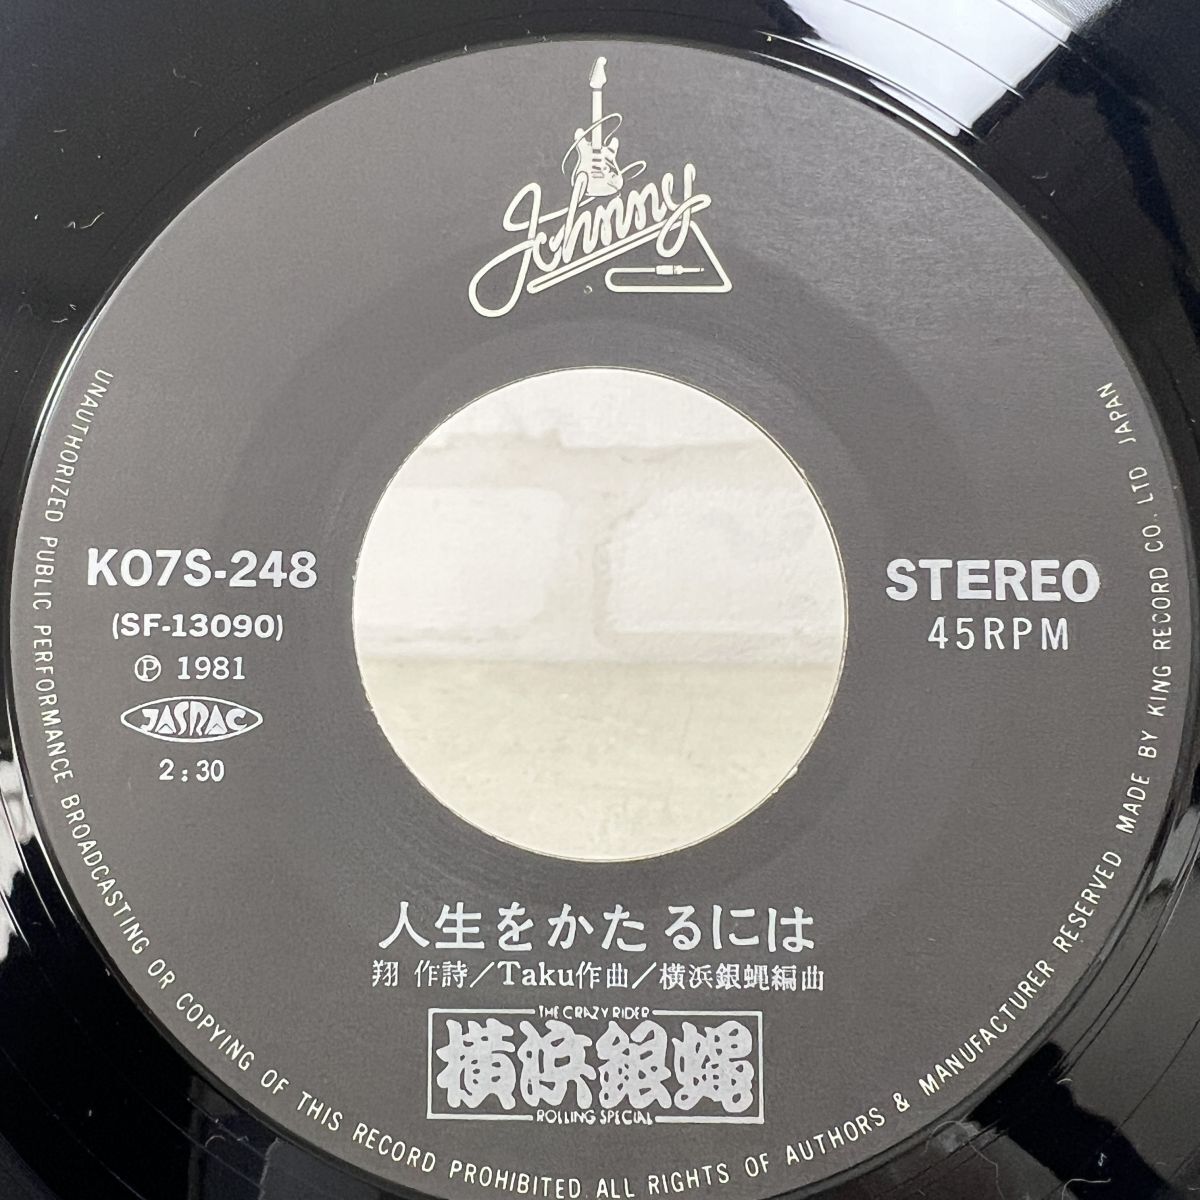 Johnny
K07S-248
(SF-13090)
Ⓟ 1981
JASRAC
2:30
STEREO
45RPM
人生をかたるには
翔 作詩／Taku作曲／横浜銀蝿編曲
THE CRAZY RIDER
横浜銀蝿
ROLLING SPECIAL
UNAUTHORIZED PUBLIC PERFORMANCE BROADCASTING OR COPYING OF THIS RECORD PROHIBITED. ALL RIGHTS OF AUTHORS & MANUFACTURER RESERVED MADE BY KING RECORD CO. LTD JAPAN